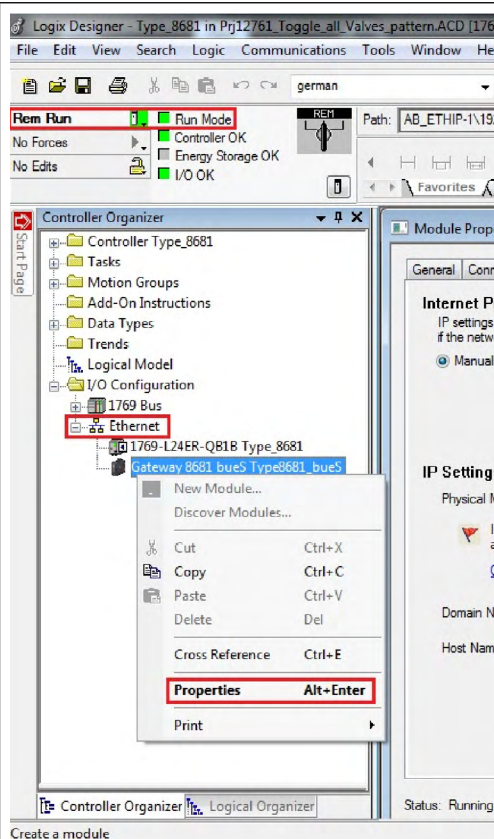 Logix Designer - Type_8681 in Prj12761_Toggle_all_Valves_pattern.ACD [176
File Edit View Search Logic Communications Tools Window He
german
Rem Run Run Mode
No Forces Controller OK
No Edits Energy Storage OK
I/O OK
REM
Path: AB_ETHIP-1\19
Favorites
Start Page
Controller Organizer
Controller Type_8681
Tasks
Motion Groups
Add-On Instructions
Data Types
Trends
Logical Model
I/O Configuration
1769 Bus
Ethernet
1769-L24ER-QB1B Type_8681
Gateway 8681 bueS Type8681_bueS
New Module...
Discover Modules...
Cut Ctrl+X
Copy Ctrl+C
Paste Ctrl+V
Delete Del
Cross Reference Ctrl+E
Properties Alt+Enter
Print
Controller Organizer Logical Organizer
Module Prop
General Conn
Internet P
IP settings
if the netw
Manual
IP Setting
Physical M
Domain N
Host Nam
Status: Running
Create a module